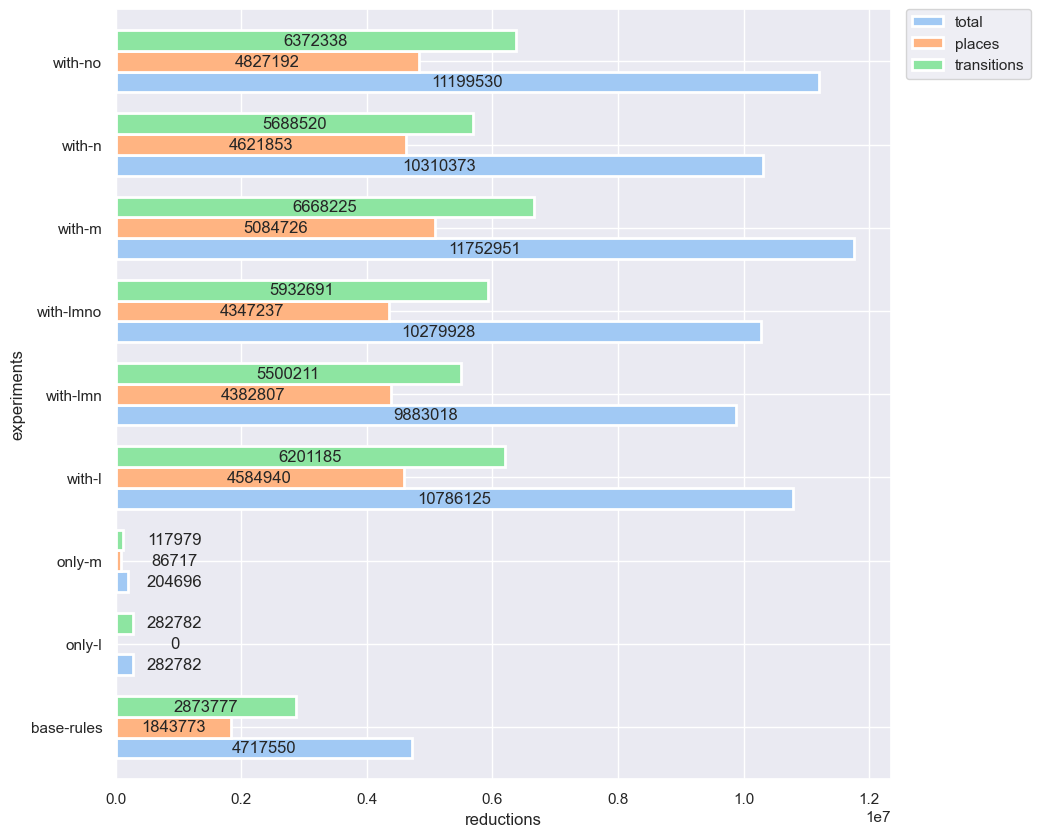 total
places
transitions
with-no
6372338
4827192
11199530
with-n
5688520
4621853
10310373
with-m
6668225
5084726
11752951
with-lmno
5932691
4347237
10279928
with-lmn
5500211
4382807
9883018
with-l
6201185
4584940
10786125
only-m
117979
86717
204696
only-l
282782
0
282782
base-rules
2873777
1843773
4717550
experiments
0.0 0.2 0.4 0.6 0.8 1.0 1.2
1e7
reductions